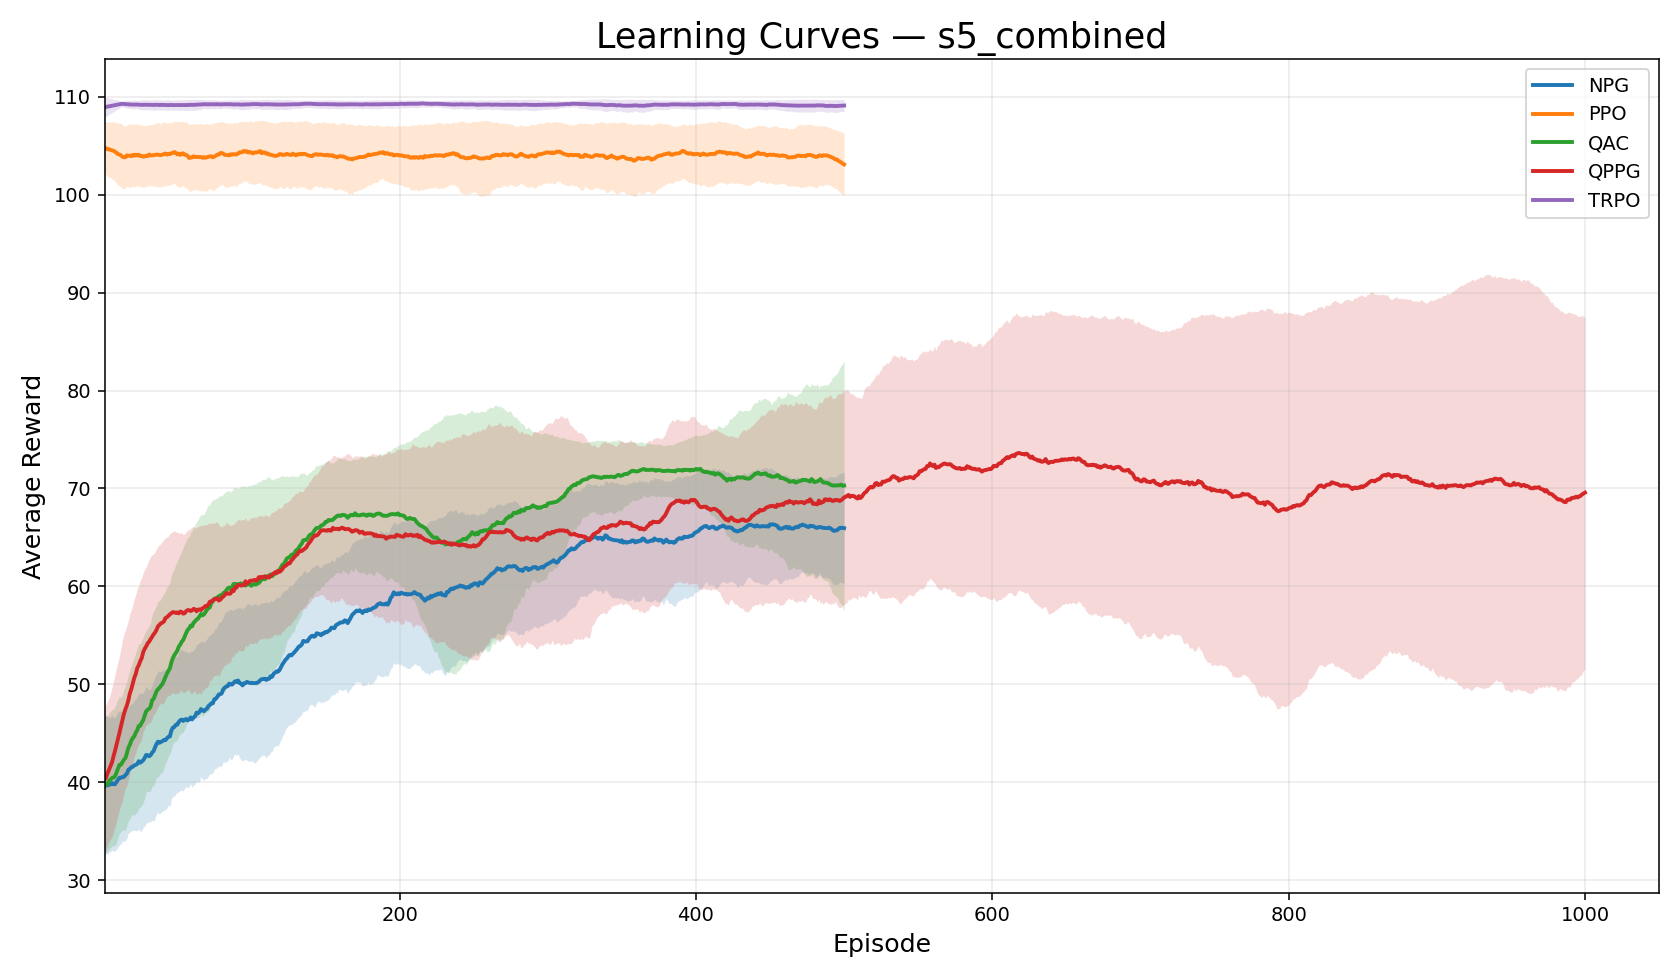 Learning Curves — s5_combined
NPG
PPO
QAC
QPPG
TRPO
Average Reward
110
100
90
80
70
60
50
40
30
200
400
600
800
1000
Episode